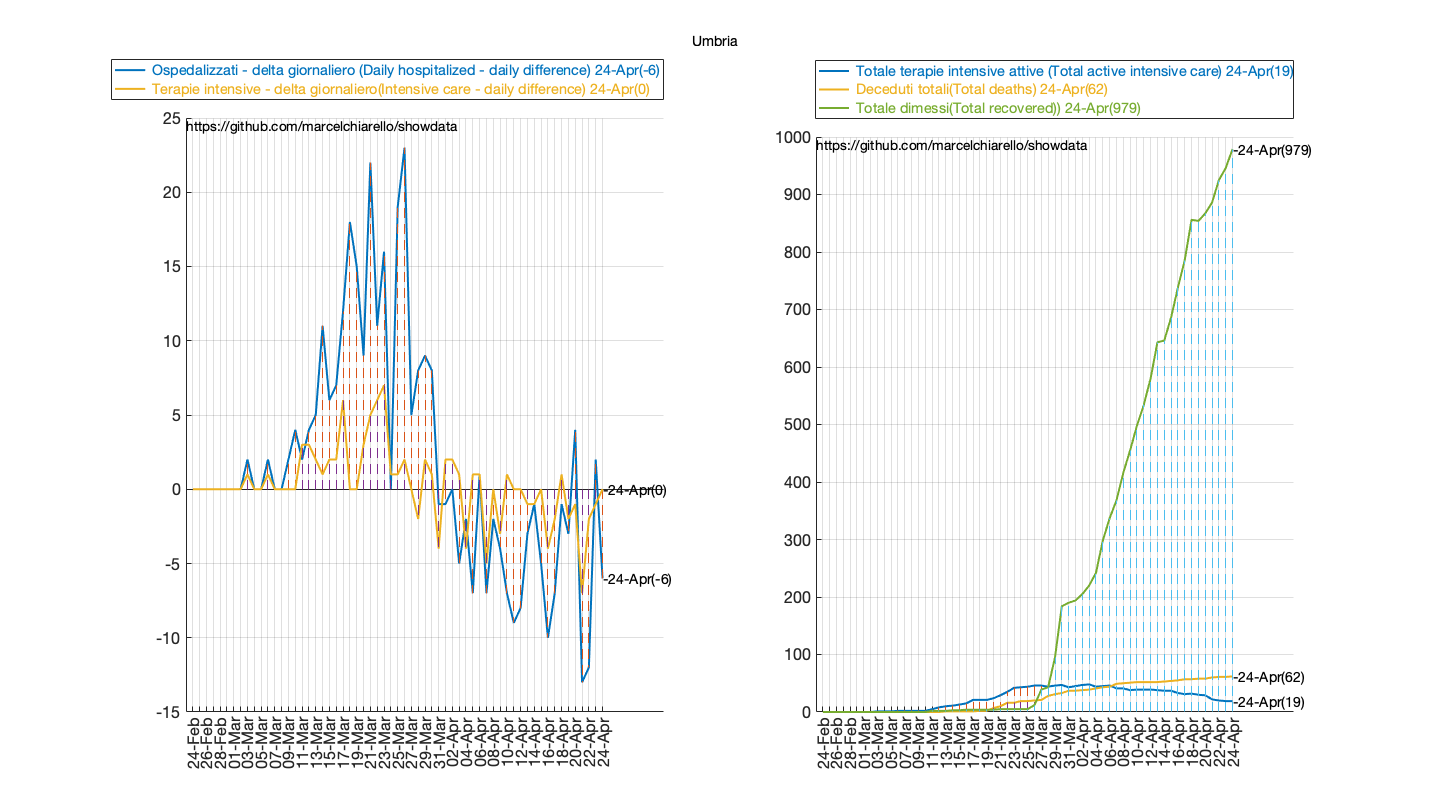 Umbria
Ospedalizzati - delta giornaliero (Daily hospitalized - daily difference) 24-Apr(-6)
Terapie intensive - delta giornaliero(Intensive care - daily difference) 24-Apr(0)
https://github.com/marcelchiarello/showdata
25
20
15
10
5
0
-5
-10
-15
-24-Apr(0)
-24-Apr(-6)
24-Feb
26-Feb
28-Feb
01-Mar
03-Mar
05-Mar
07-Mar
09-Mar
11-Mar
13-Mar
15-Mar
17-Mar
19-Mar
21-Mar
23-Mar
25-Mar
27-Mar
29-Mar
31-Mar
02-Apr
04-Apr
06-Apr
08-Apr
10-Apr
12-Apr
14-Apr
16-Apr
18-Apr
20-Apr
22-Apr
24-Apr
Totale terapie intensive attive (Total active intensive care) 24-Apr(19)
Deceduti totali(Total deaths) 24-Apr(62)
Totale dimessi(Total recovered)) 24-Apr(979)
https://github.com/marcelchiarello/showdata
1000
900
800
700
600
500
400
300
200
100
0
-24-Apr(979)
-24-Apr(62)
-24-Apr(19)
24-Feb
26-Feb
28-Feb
01-Mar
03-Mar
05-Mar
07-Mar
09-Mar
11-Mar
13-Mar
15-Mar
17-Mar
19-Mar
21-Mar
23-Mar
25-Mar
27-Mar
29-Mar
31-Mar
02-Apr
04-Apr
06-Apr
08-Apr
10-Apr
12-Apr
14-Apr
16-Apr
18-Apr
20-Apr
22-Apr
24-Apr